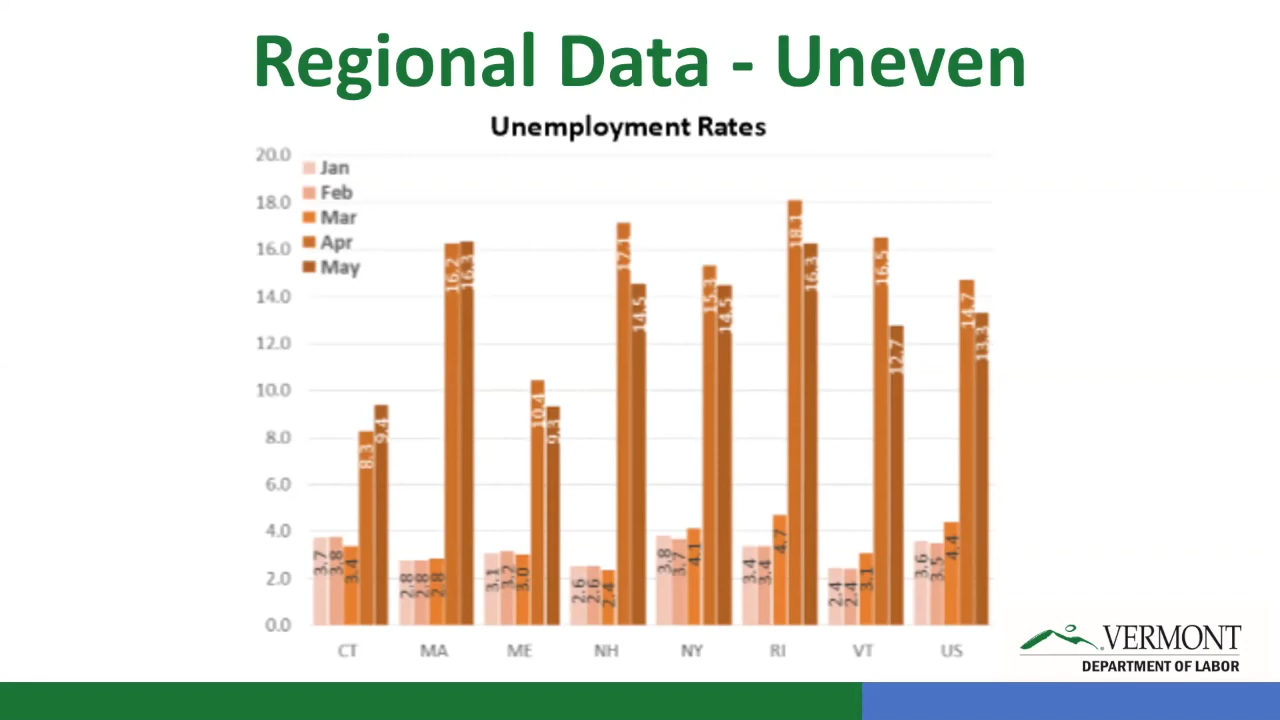 Regional Data - Uneven
Unemployment Rates
20.0
18.0
16.0
14.0
12.0
10.0
8.0
6.0
4.0
2.0
0.0
Jan
Feb
Mar
Apr
May
3.7 3.8 3.4 8.3 9.4
2.8 2.8 2.8 16.2 16.3
3.1 3.2 3.0 10.4 9.3
2.6 2.6 2.4 17.1 14.5
3.8 3.7 4.1 15.3 14.5
3.4 3.4 4.7 18.1 16.3
2.4 2.4 3.1 16.5 12.7
3.6 3.5 4.4 14.7 13.3
CT MA ME NH NY RI VT US
VERMONT
DEPARTMENT OF LABOR